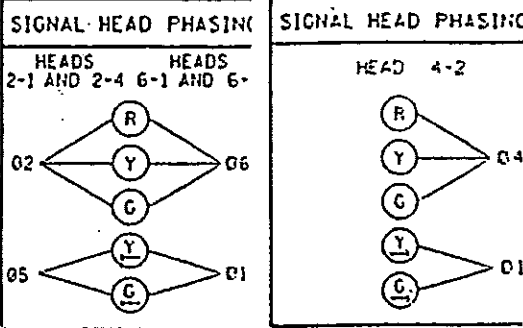 SIGNAL HEAD PHASING
HEADS HEADS
2-1 AND 2-4 6-1 AND 6-
R
02 Y 06
G
Y
05 01
G
SIGNAL HEAD PHASING
HEAD 4-2
R
Y 04
G
Y
01
G